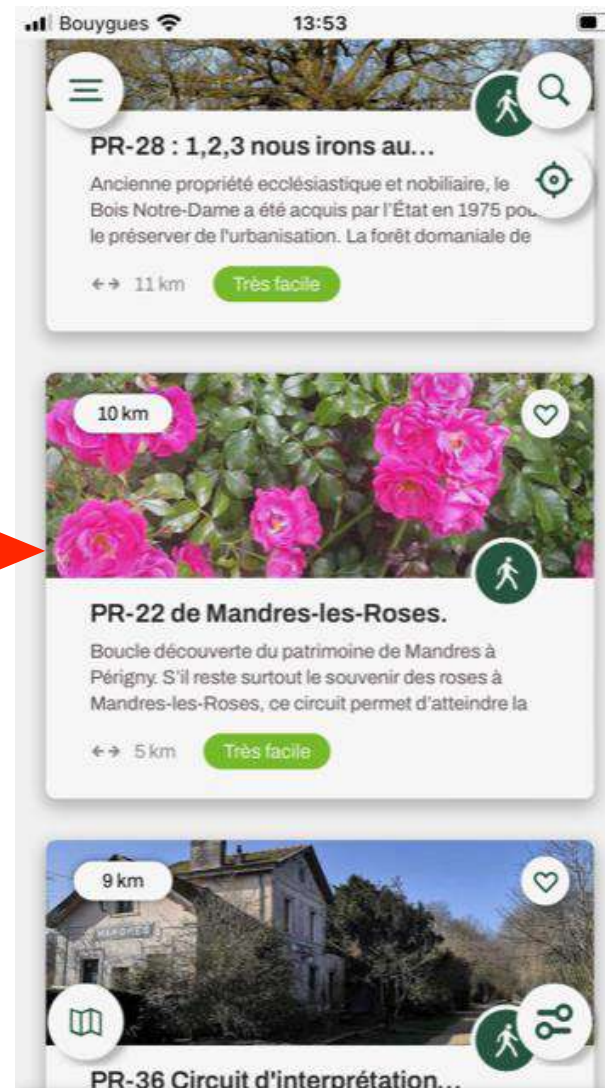 Bouygues 13:53
PR-28 : 1,2,3 nous irons au...
Ancienne propriété ecclésiastique et nobiliaire, le
Bois Notre-Dame a été acquis par l'État en 1975
le préserver de l'urbanisation. La forêt domaniale de
11 km Très facile
10 km
PR-22 de Mandres-les-Roses.
Boucle découverte du patrimoine de Mandres à
Périgny. S'il reste surtout le souvenir des roses à
Mandres-les-Roses, ce circuit permet d'atteindre la
5 km Très facile
9 km
MANDRES
PR-36 Circuit d'interprétation...